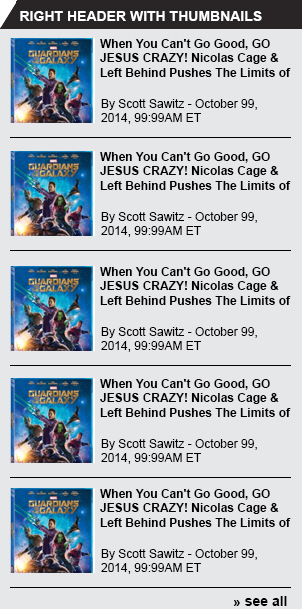 RIGHT HEADER WITH THUMBNAILS
GUARDIANS OF THE GALAXY
When You Can't Go Good, GO
JESUS CRAZY! Nicolas Cage &
Left Behind Pushes The Limits of
By Scott Sawitz - October 99,
2014, 99:99AM ET
GUARDIANS OF THE GALAXY
When You Can't Go Good, GO
JESUS CRAZY! Nicolas Cage &
Left Behind Pushes The Limits of
By Scott Sawitz - October 99,
2014, 99:99AM ET
GUARDIANS OF THE GALAXY
When You Can't Go Good, GO
JESUS CRAZY! Nicolas Cage &
Left Behind Pushes The Limits of
By Scott Sawitz - October 99,
2014, 99:99AM ET
GUARDIANS OF THE GALAXY
When You Can't Go Good, GO
JESUS CRAZY! Nicolas Cage &
Left Behind Pushes The Limits of
By Scott Sawitz - October 99,
2014, 99:99AM ET
GUARDIANS OF THE GALAXY
When You Can't Go Good, GO
JESUS CRAZY! Nicolas Cage &
Left Behind Pushes The Limits of
By Scott Sawitz - October 99,
2014, 99:99AM ET
» see all